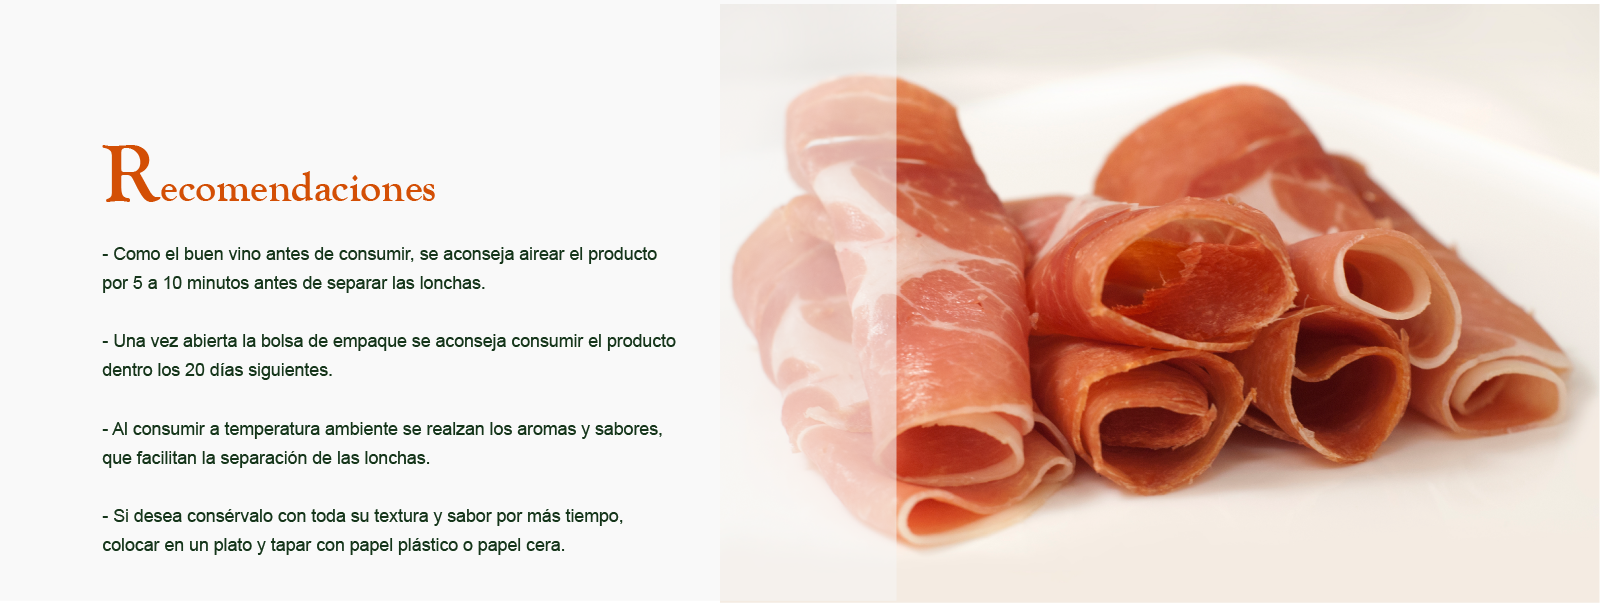 Recomendaciones
- Como el buen vino antes de consumir, se aconseja airear el producto
por 5 a 10 minutos antes de separar las lonchas.
- Una vez abierta la bolsa de empaque se aconseja consumir el producto
dentro los 20 días siguientes.
- Al consumir a temperatura ambiente se realzan los aromas y sabores,
que facilitan la separación de las lonchas.
- Si desea consérvalo con toda su textura y sabor por más tiempo,
colocar en un plato y tapar con papel plástico o papel cera.